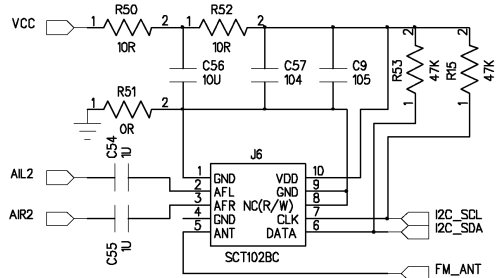 R50
R52
VCC
1
2
1
2
10R
10R
2
2
C56
10U
C57
104
C9
105
R53
47K
R15
47K
R51
1
2
0R
1
1
C54
1U
J6
AIL2
1
GND
VDD
10
2
AFL
GND
9
3
AFR
NC(R/W)
8
AIR2
4
GND
CLK
7
I2C_SCL
5
ANT
DATA
6
I2C_SDA
C55
1U
SCT102BC
FM_ANT